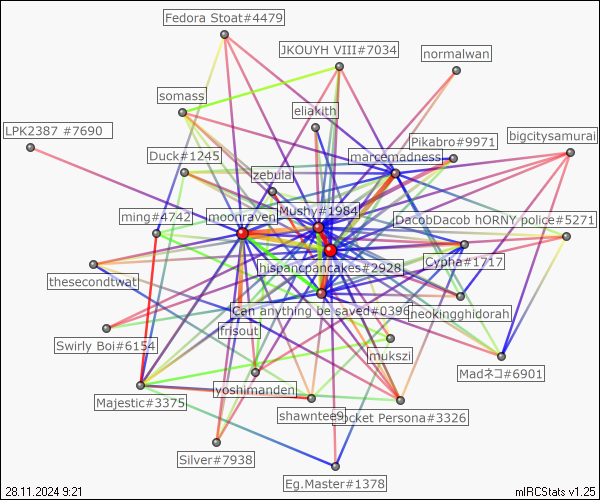 Fedora Stoat#4479
JKOUYH VIII#7034
normalwan
somass
eliakith
LPK2387 #7690
Pikabro#9971
bigcitysamurai
Duck#1245
marcemadness
zebula
ming#4742
moonraven
Mushy#1984
DacobDacob hORNY police#5271
Cypha#1717
hispancpancakes#2928
thesecondtwat
Can anything be saved#0396
neokingghidorah
frisout
Swirly Boi#6154
mukszi
Madネコ#6901
yoshimanden
Majestic#3375
shawntee9
ocket Persona#3326
Silver#7938
Eg.Master#1378
28.11.2024 9:21
mIRCStats v1.25